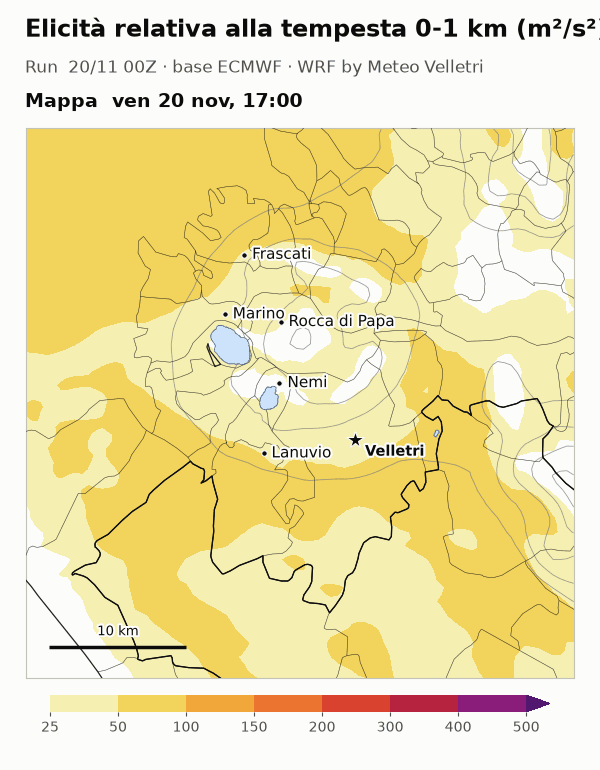 Elicità relativa alla tempesta 0-1 km (m²/s²)
Run 20/11 00Z · base ECMWF · WRF by Meteo Velletri
Mappa ven 20 nov, 17:00
Frascati
Marino
Rocca di Papa
Nemi
Velletri
Lanuvio
10 km
25 50 100 150 200 300 400 500